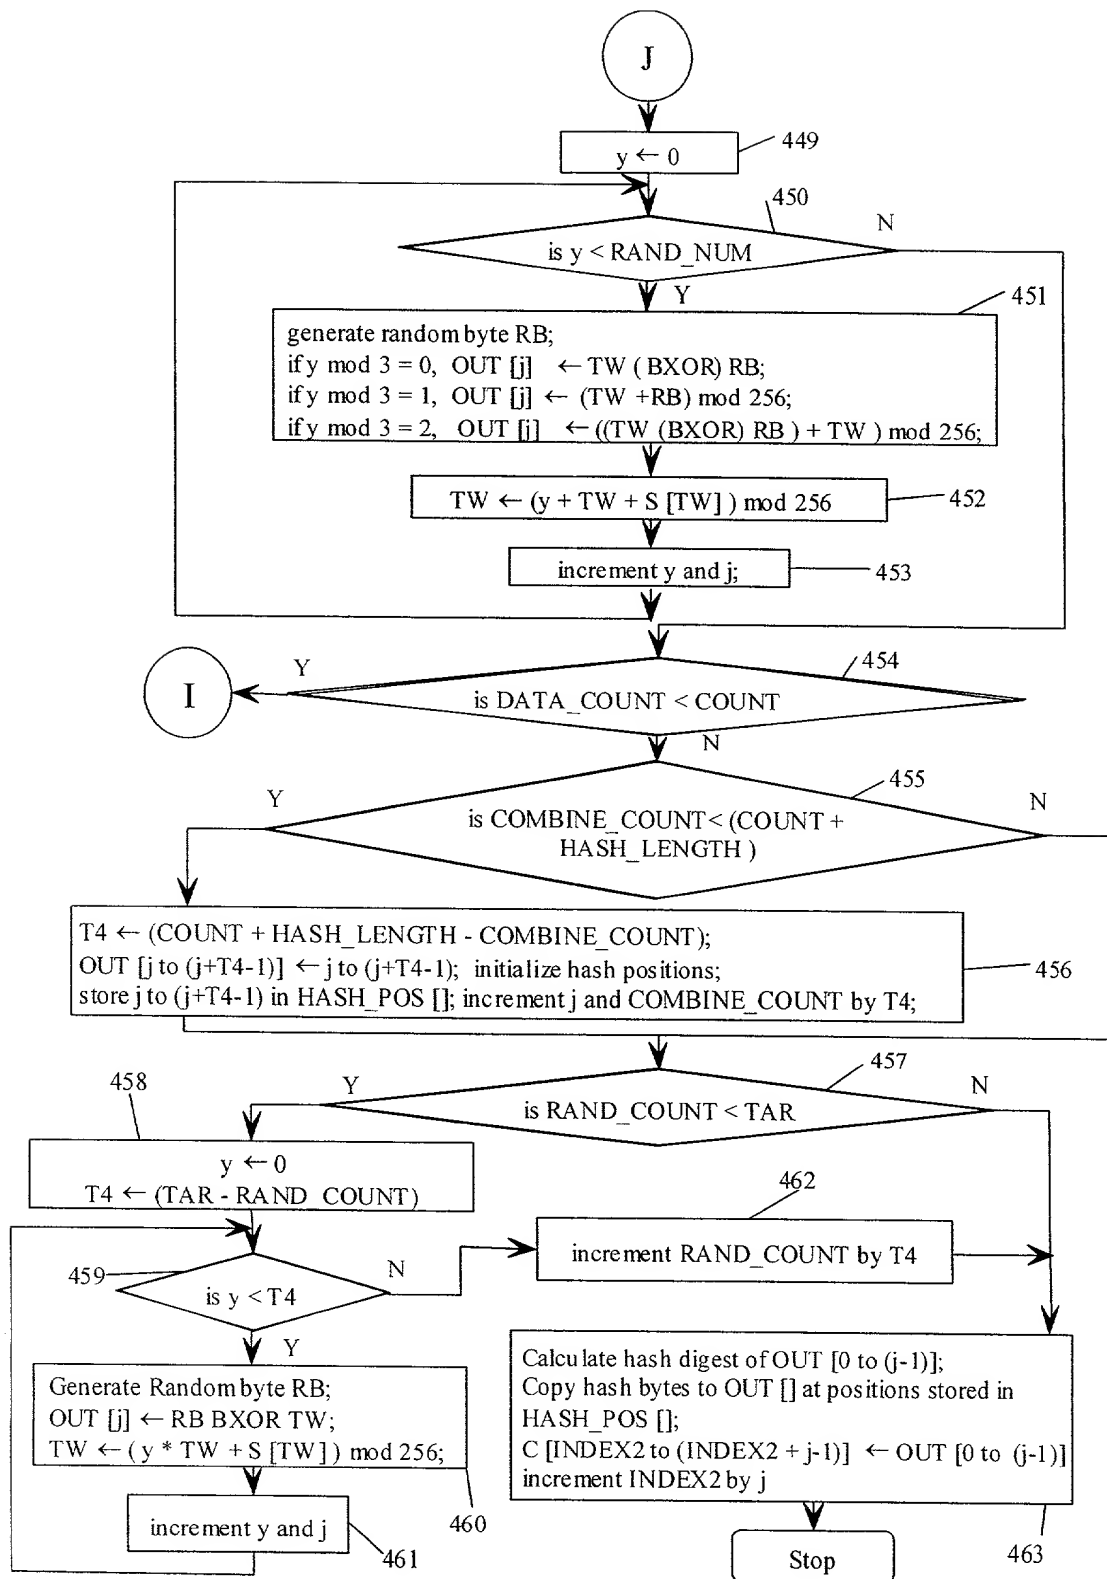 J
449
y ← 0
450
N
is y < RAND_NUM
Y
451
generate random byte RB;
if y mod 3 = 0, OUT [j] ← TW ( BXOR) RB;
if y mod 3 = 1, OUT [j] ← (TW +RB) mod 256;
if y mod 3 = 2, OUT [j] ← ((TW (BXOR) RB ) + TW ) mod 256;
TW ← (y + TW + S [TW] ) mod 256
452
increment y and j;
453
454
Y
I
is DATA_COUNT < COUNT
N
455
Y
N
is COMBINE_COUNT< (COUNT +
HASH_LENGTH )
T4 ← (COUNT + HASH_LENGTH - COMBINE_COUNT);
OUT [j to (j+T4-1)] ← j to (j+T4-1); initialize hash positions;
store j to (j+T4-1) in HASH_POS []; increment j and COMBINE_COUNT by T4;
456
457
458
Y
N
is RAND_COUNT < TAR
y ← 0
T4 ← (TAR - RAND_COUNT)
462
increment RAND_COUNT by T4
459
N
is y < T4
Y
Generate Random byte RB;
OUT [j] ← RB BXOR TW;
TW ← ( y * TW + S [TW] ) mod 256;
460
increment y and j
461
Calculate hash digest of OUT [0 to (j-1)];
Copy hash bytes to OUT [] at positions stored in
HASH_POS [];
C [INDEX2 to (INDEX2 + j-1)] ← OUT [0 to (j-1)]
increment INDEX2 by j
463
Stop